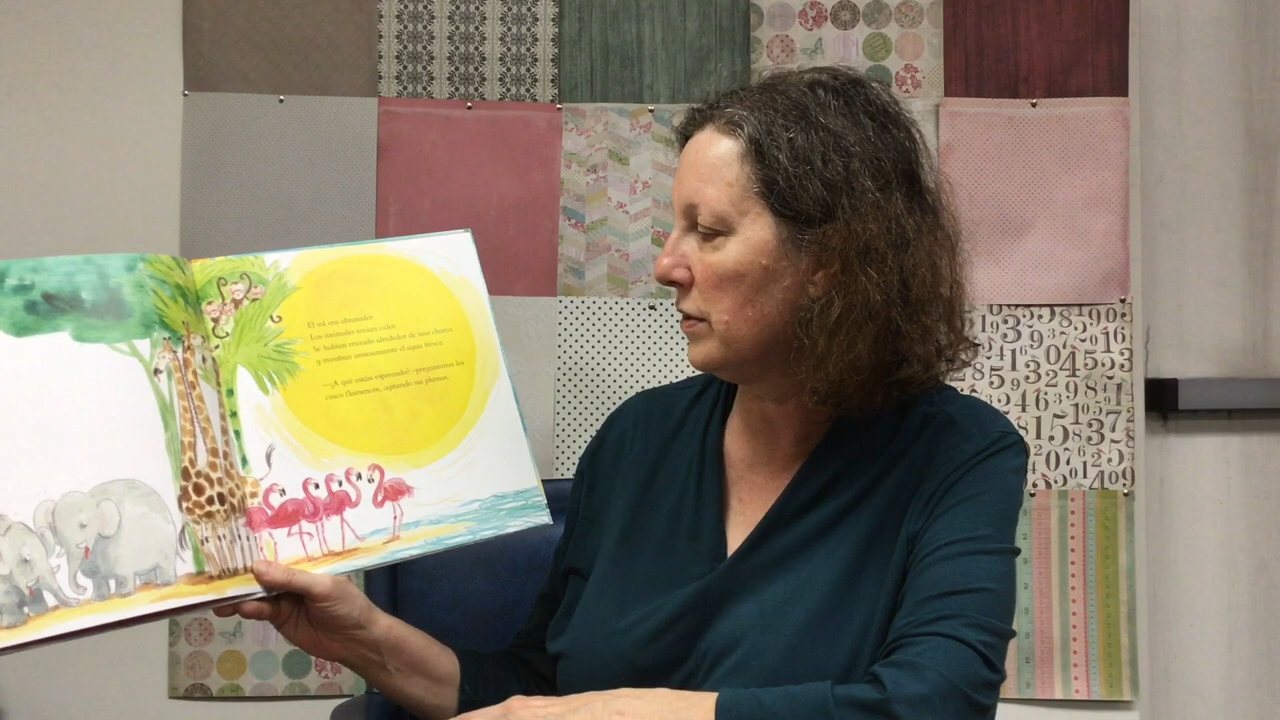 El sol era abrasador.
Los animales tenían calor.
Se habían reunido alrededor de una charca
y miraban ansiosamente el agua fresca.
—¿A qué están esperando? –preguntaron los
cinco flamencos, agitando sus plumas.